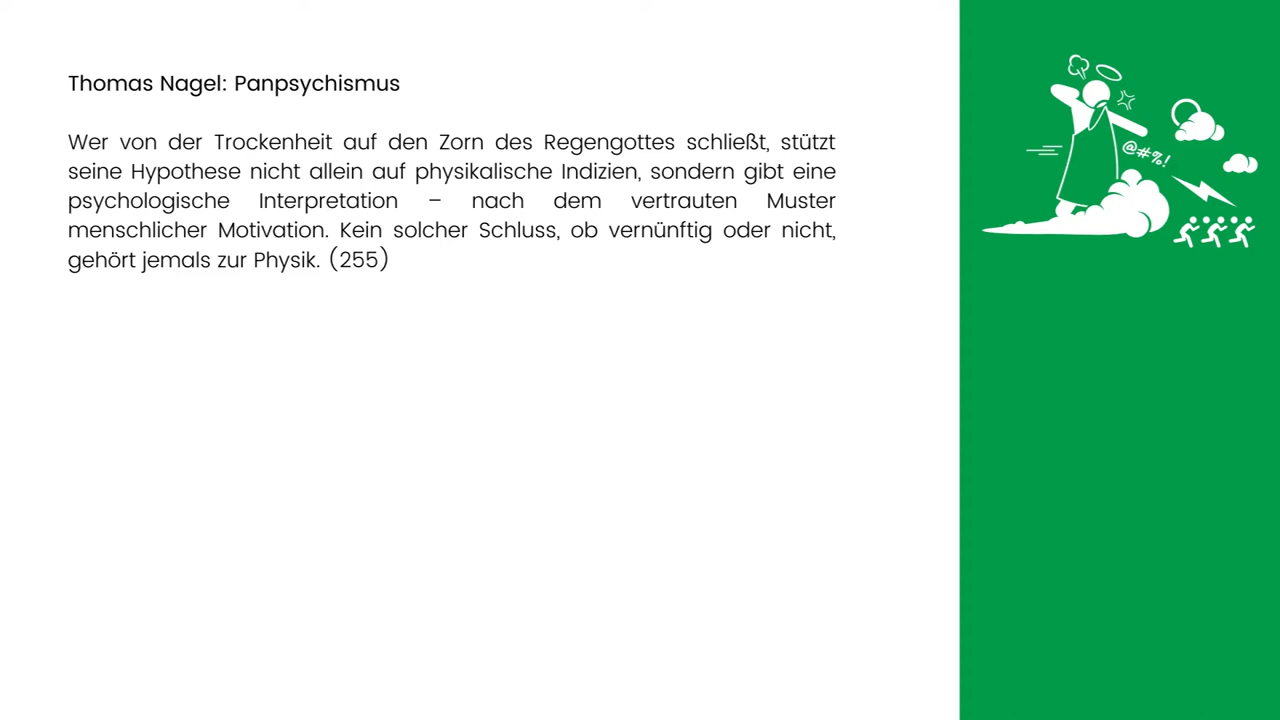 Thomas Nagel: Panpsychismus
Wer von der Trockenheit auf den Zorn des Regengottes schließt, stützt
seine Hypothese nicht allein auf physikalische Indizien, sondern gibt eine
psychologische Interpretation – nach dem vertrauten Muster
menschlicher Motivation. Kein solcher Schluss, ob vernünftig oder nicht,
gehört jemals zur Physik. (255)
@#%!